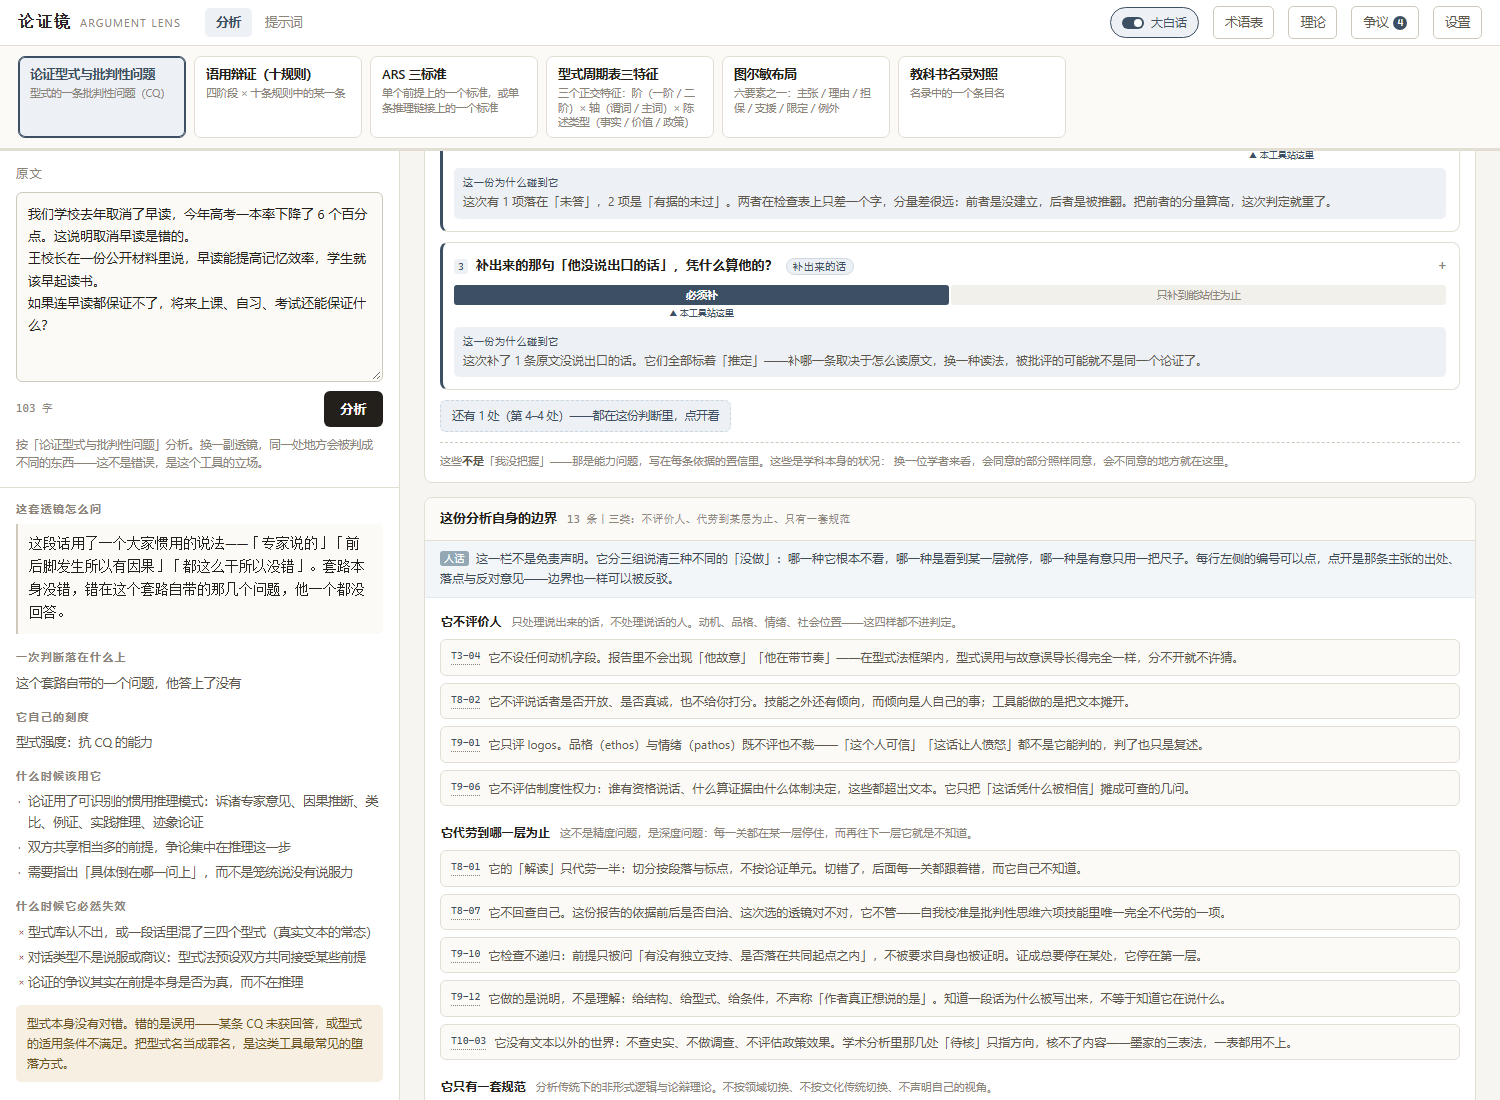 论证镜 ARGUMENT LENS 分析 提示词 大白话 术语表 理论 争议 4 设置
论证型式与批判性问题
型式的一条批判性问题（CQ）
语用辩证（十规则）
四阶段 × 十条规则中的某一条
ARS 三标准
单个前提上的一个标准，或单
条推理链接上的一个标准
型式周期表三特征
三个正交特征：阶（一阶 / 二
阶）× 轴（谓词 / 主词）× 陈
述类型（事实 / 价值 / 政策）
图尔敏布局
六要素之一：主张 / 理由 / 担
保 / 支援 / 限定 / 例外
教科书名录对照
名录中的一个条目名
原文
我们学校去年取消了早读，今年高考一本率下降了 6 个百分
点。这说明取消早读是错的。
王校长在一份公开材料里说，早读能提高记忆效率，学生就
该早起读书。
如果连早读都保证不了，将来上课、自习、考试还能保证什
么？
103 字
分析
按「论证型式与批判性问题」分析。换一副透镜，同一处地方会被判成
不同的东西——这不是错误，是这个工具的立场。
这套透镜怎么问
这段话用了一个大家惯用的说法——「专家说的」「前
后脚发生所以有因果」「都这么干所以没错」。套路本
身没错，错在这个套路自带的那几个问题，他一个都没
回答。
一次判断落在什么上
这个套路自带的一个问题，他答上了没有
它自己的刻度
型式强度：抗 CQ 的能力
什么时候该用它
· 论证用了可识别的惯用推理模式：诉诸专家意见、因果推断、类
比、例证、实践推理、迹象论证
· 双方共享相当多的前提，争论集中在推理这一步
· 需要指出「具体倒在哪一问上」，而不是笼统说没有说服力
什么时候它必然失效
× 型式库认不出，或一段话里混了三四个型式（真实文本的常态）
× 对话类型不是说服或商议：型式法预设双方共同接受某些前提
× 论证的争议其实在前提本身是否为真，而不在推理
型式本身没有对错。错的是误用——某条 CQ 未获回答，或型式
的适用条件不满足。把型式名当成罪名，是这类工具最常见的堕
落方式。
▲ 本工具站这里
这一份为什么碰到它
这次有 1 项落在「未答」，2 项是「有据的未过」。两者在检查表上只差一个字，分量差很远：前者是没建立，后者是被推翻。把前者的分量算高，这次判定就重了。
3 补出来的那句「他没说出口的话」，凭什么算他的？ 补出来的话 +
必须补 只补到能站住为止
▲ 本工具站这里
这一份为什么碰到它
这次补了 1 条原文没说出口的话。它们全部标着「推定」——补哪一条取决于怎么读原文，换一种读法，被批评的可能就不是同一个论证了。
还有 1 处（第 4–4 处）——都在这份判断里，点开看
这些不是「我没把握」——那是能力问题，写在每条依据的置信里。这些是学科本身的状况：换一位学者来看，会同意的部分照样同意，会不同意的地方就在这里。
这份分析自身的边界 13 条 | 三类：不评价人、代劳到某层为止、只有一套规范
人话 这一栏不是免责声明。它分三组说清三种不同的「没做」：哪一种它根本不看，哪一种是看到某一层就停，哪一种是有意只用一把尺子。每行左侧的编号可以点，点开是那条主张的出处、
落点与反对意见——边界也一样可以被反驳。
它不评价人 只处理说出来的话，不处理说话的人。动机、品格、情绪、社会位置——这四样都不进判定。
T3-04 它不设任何动机字段。报告里不会出现「他故意」「他在带节奏」——在型式法框架内，型式误用与故意误导长得完全一样，分不开就不许猜。
T8-02 它不评说话者是否开放、是否真诚，也不给你打分。技能之外还有倾向，而倾向是人自己的事；工具能做的是把文本摊开。
T9-01 它只评 logos。品格（ethos）与情绪（pathos）既不评也不裁——「这个人可信」「这话让人愤怒」都不是它能判的，判了也只是复述。
T9-06 它不评估制度性权力：谁有资格说话、什么算证据由什么体制决定，这些都超出文本。它只把「这话凭什么被相信」摊成可查的几问。
它代劳到哪一层为止 这不是精度问题，是深度问题：每一关都在某一层停住，而再往下一层它就是不知道。
T8-01 它的「解读」只代劳一半：切分按段落与标点，不按论证单元。切错了，后面每一关都跟着错，而它自己不知道。
T8-07 它不回查自己。这份报告的依据前后是否自洽、这次选的透镜对不对，它不管——自我校准是批判性思维六项技能里唯一完全不代劳的一项。
T9-10 它检查不递归：前提只被问「有没有独立支持、是否落在共同起点之内」，不被要求自身也被证明。证成总要停在某处，它停在第一层。
T9-12 它做的是说明，不是理解：给结构、给型式、给条件，不声称「作者真正想说的是」。知道一段话为什么被写出来，不等于知道它在说什么。
T10-03 它没有文本以外的世界：不查史实、不做调查、不评估政策效果。学术分析里那几处「待核」只指方向，核不了内容——墨家的三表法，一表都用不上。
它只有一套规范 分析传统下的非形式逻辑与论辩理论。不按领域切换、不按文化传统切换、不声明自己的视角。